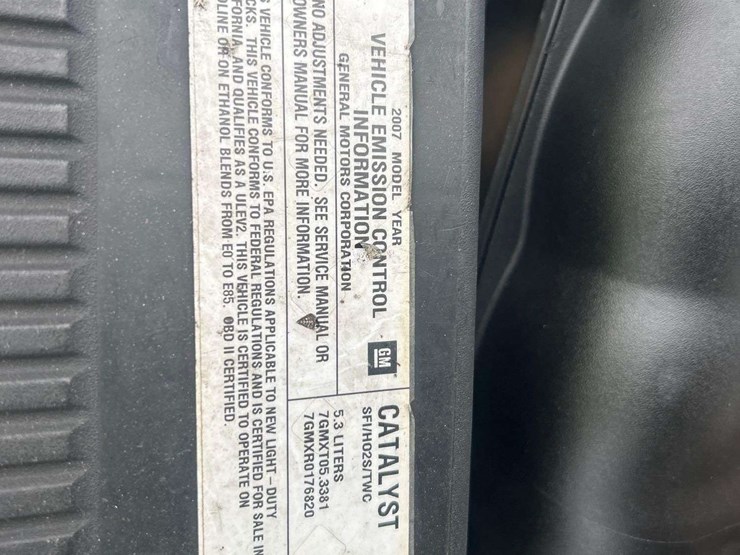 2007 MODEL YEAR
VEHICLE EMISSION CONTROL
INFORMATION
GENERAL MOTORS CORPORATION
GM
CATALYST
SFI/HO2S/TWC
NO ADJUSTMENTS NEEDED. SEE SERVICE MANUAL OR
OWNERS MANUAL FOR MORE INFORMATION.
5.3 LITERS
7GMXT05.3381
7GMXR0176820
VEHICLE CONFORMS TO U.S. EPA REGULATIONS APPLICABLE TO NEW LIGHT-DUTY
CKS. THIS VEHICLE CONFORMS TO FEDERAL REGULATIONS AND IS CERTIFIED FOR SALE IN
FORNIA, AND QUALIFIES AS A ULEV2. THIS VEHICLE IS CERTIFIED TO OPERATE ON
OLINE OR ON ETHANOL BLENDS FROM E0 TO E85. OBD II CERTIFIED.